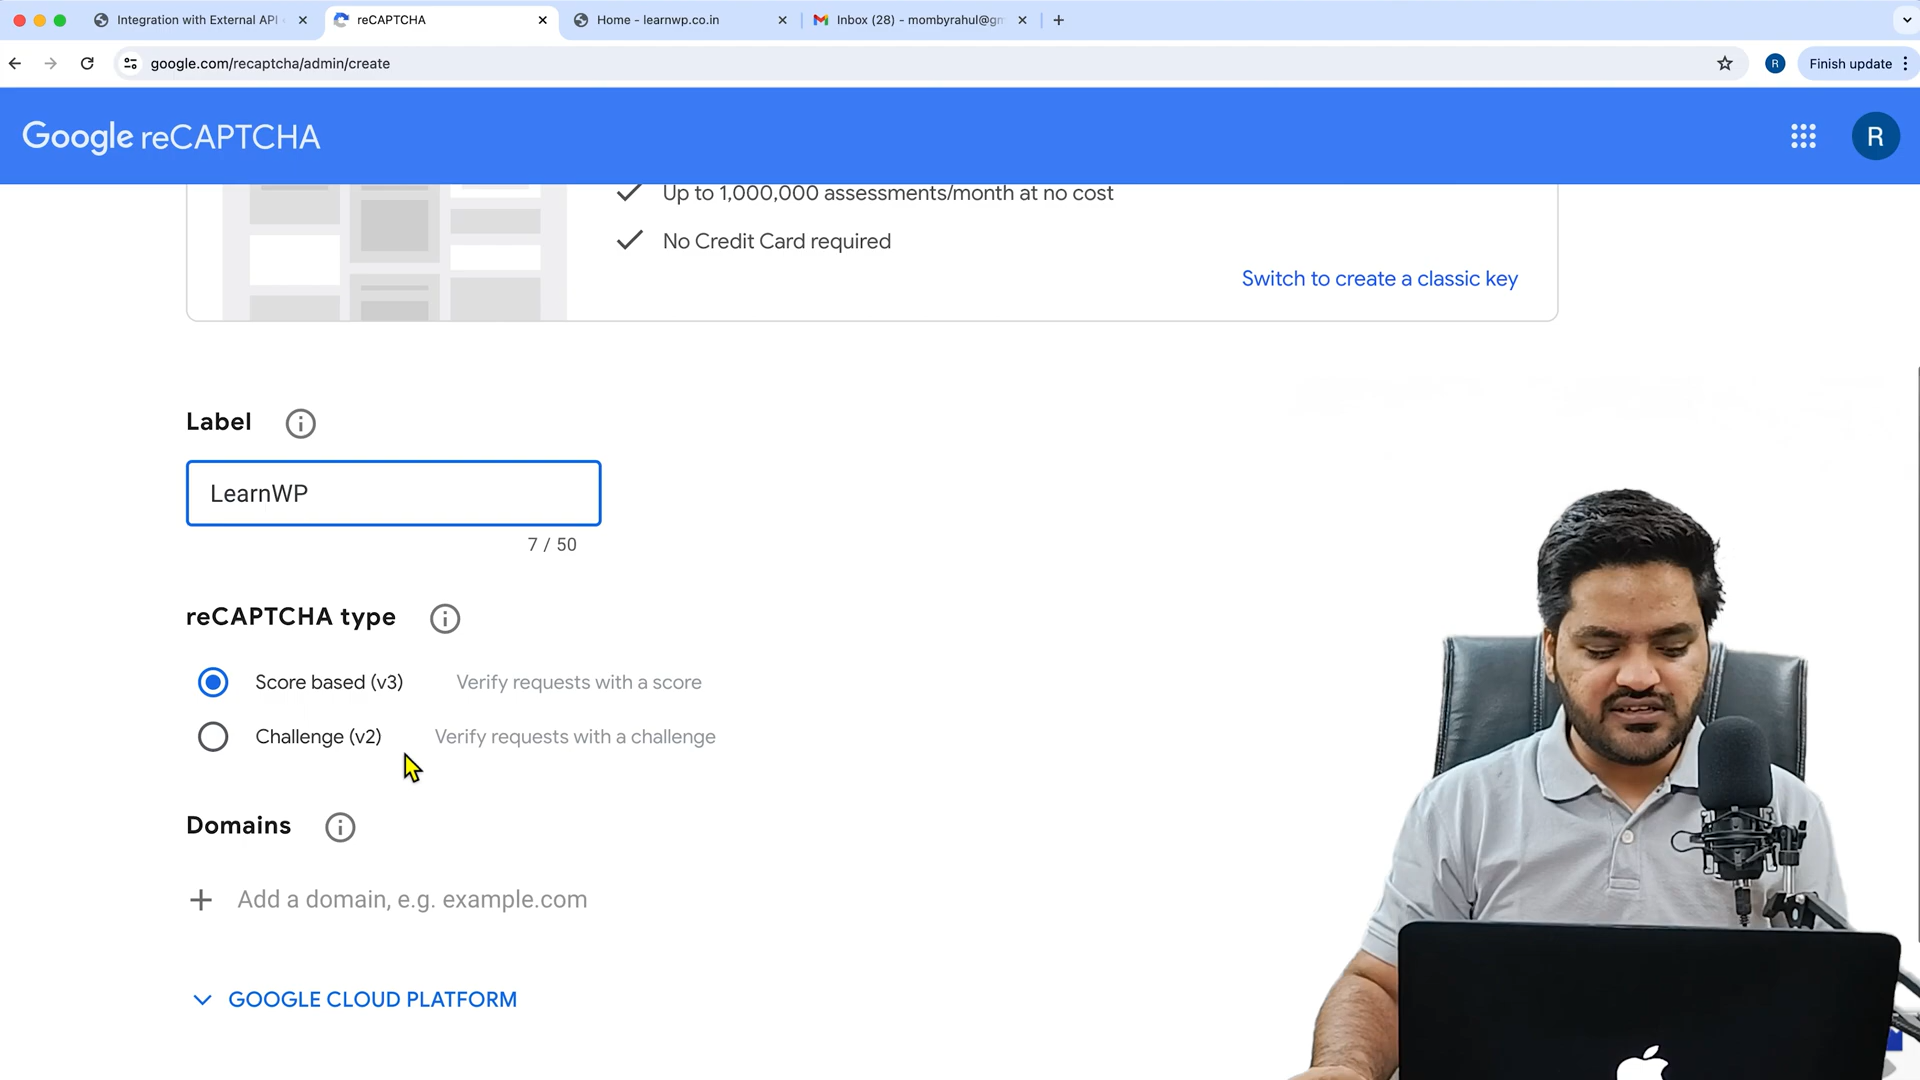 Integration with External API
reCAPTCHA
Home - learnwp.co.in
Inbox (28) - mombyrahul@gm
google.com/recaptcha/admin/create
R
Finish update
Google reCAPTCHA
R
Up to 1,000,000 assessments/month at no cost
No Credit Card required
Switch to create a classic key
Label
LearnWP
7 / 50
reCAPTCHA type
Score based (v3) Verify requests with a score
Challenge (v2) Verify requests with a challenge
Domains
Add a domain, e.g. example.com
GOOGLE CLOUD PLATFORM